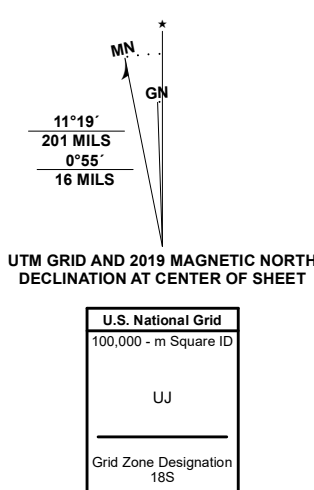 ★
MN
GN
11°19´
201 MILS
0°55´
16 MILS
UTM GRID AND 2019 MAGNETIC NORTH
DECLINATION AT CENTER OF SHEET
U.S. National Grid
100,000 - m Square ID
UJ
Grid Zone Designation
18S